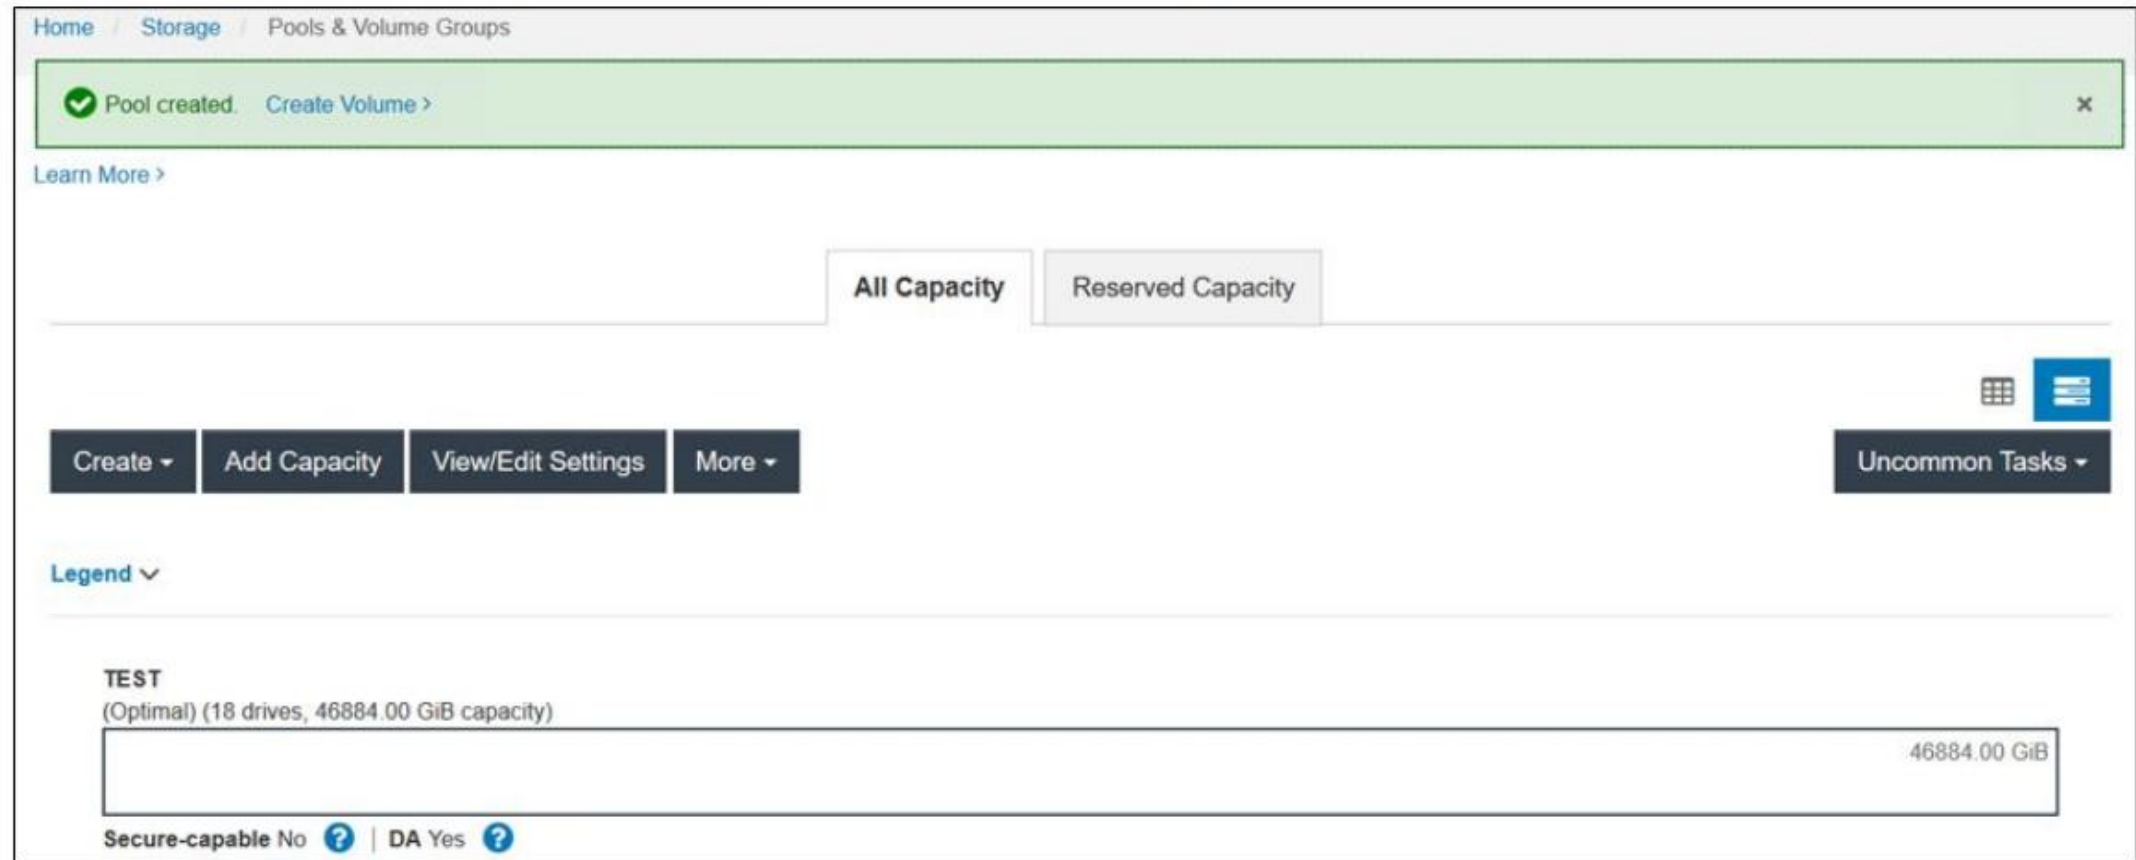 Home / Storage / Pools & Volume Groups
Pool created. Create Volume >
Learn More >
All Capacity Reserved Capacity
Create Add Capacity View/Edit Settings More Uncommon Tasks
Legend
TEST
(Optimal) (18 drives, 46884.00 GiB capacity)
46884.00 GiB
Secure-capable No ? | DA Yes ?